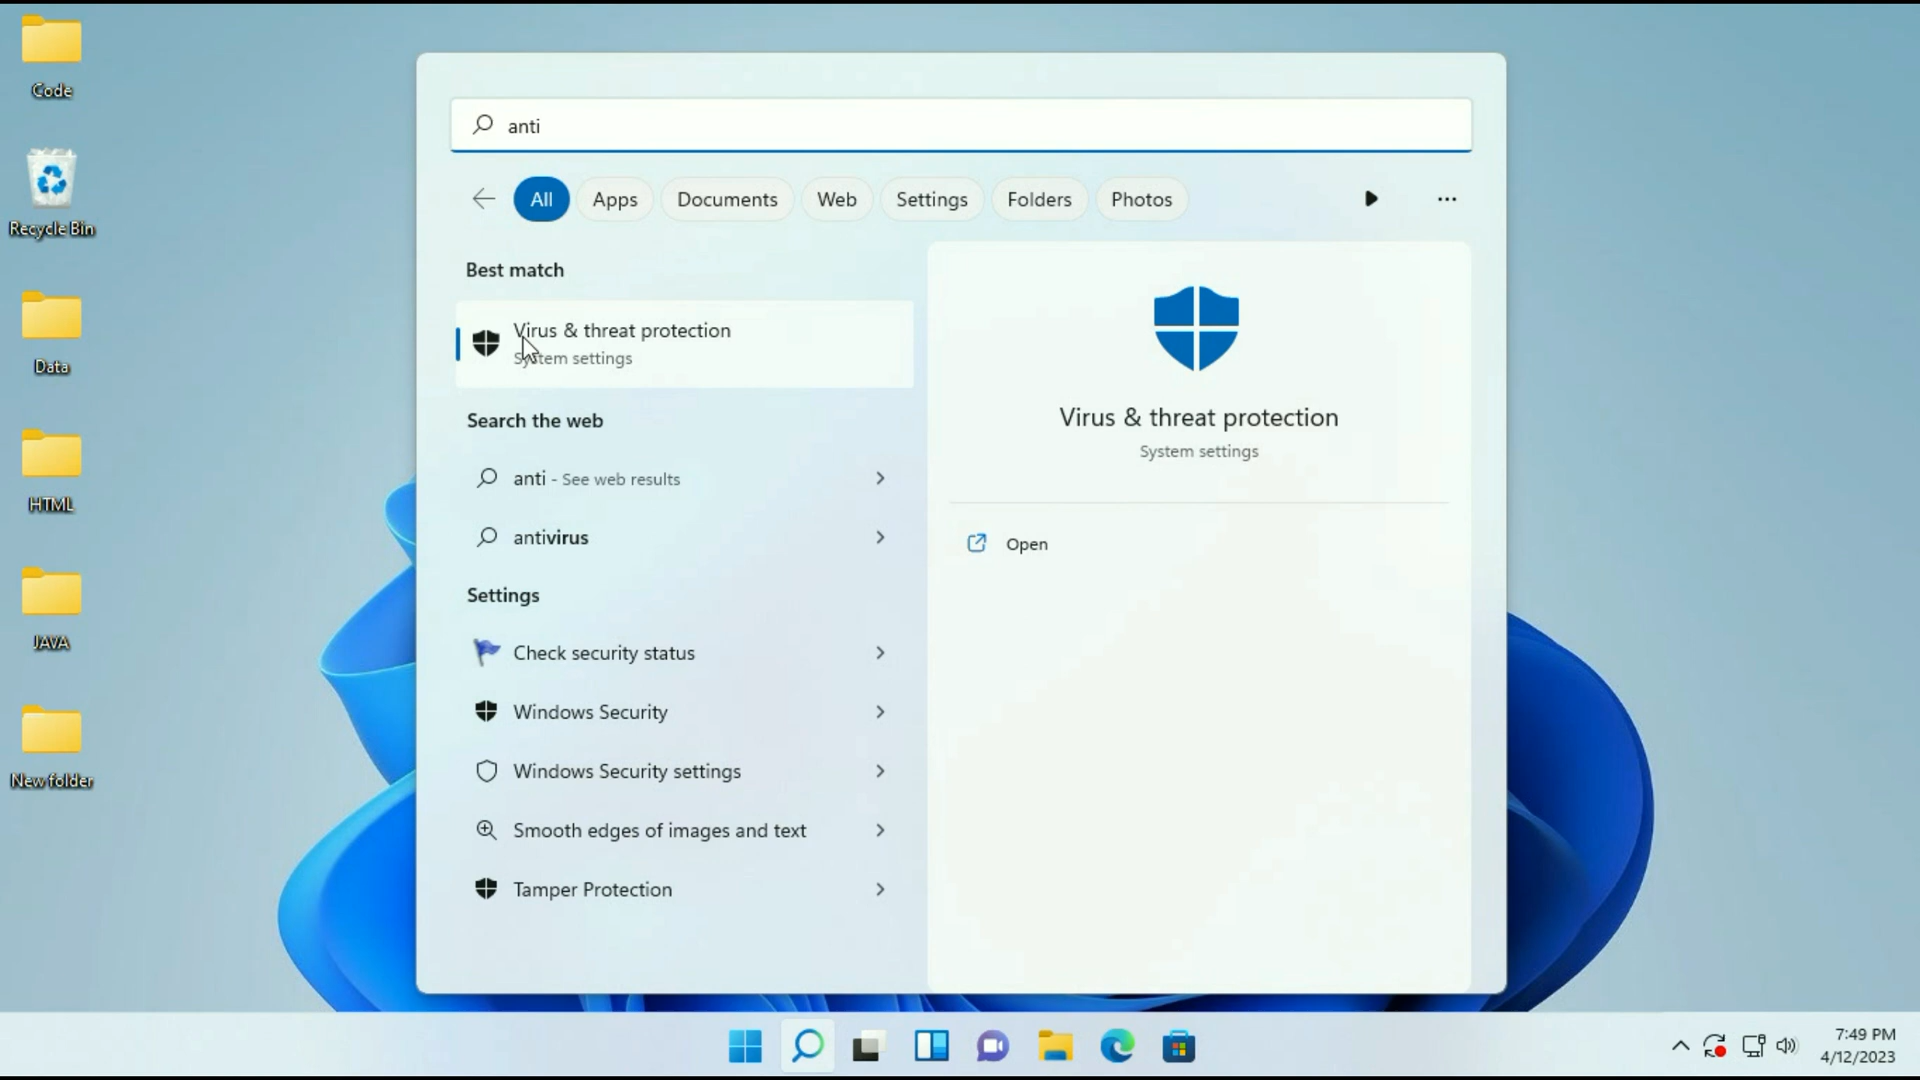 Code
Recycle Bin
Data
HTML
JAVA
New folder
anti
All Apps Documents Web Settings Folders Photos
Best match
Virus & threat protection
System settings
Search the web
anti - See web results
antivirus
Settings
Check security status
Windows Security
Windows Security settings
Smooth edges of images and text
Tamper Protection
Virus & threat protection
System settings
Open
7:49 PM
4/12/2023